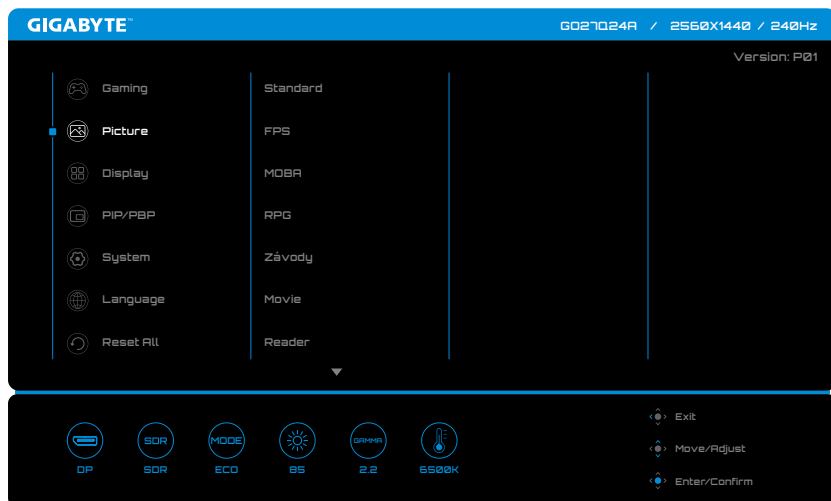 GIGABYTE™
GO27Q24A / 2560X1440 / 240Hz
Version: P01
Gaming
Standard
Picture
FPS
Display
MOBA
PIP/PBP
RPG
System
Závody
Language
Movie
Reset All
Reader
Exit
SDR
MODE
GAMMA
Move/Adjust
DP
SDR
ECO
85
2.2
6500K
Enter/Confirm